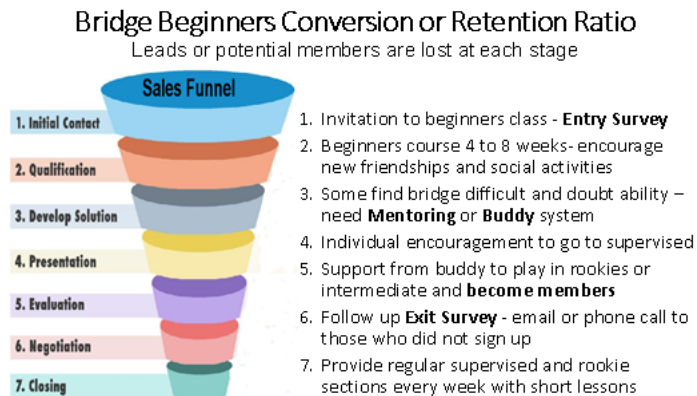 Bridge Beginners Conversion or Retention Ratio
Leads or potential members are lost at each stage
Sales Funnel
1. Initial Contact
2. Qualification
3. Develop Solution
4. Presentation
5. Evaluation
6. Negotiation
7. Closing
1. Invitation to beginners class - Entry Survey
2. Beginners course 4 to 8 weeks- encourage
new friendships and social activities
3. Some find bridge difficult and doubt ability –
need Mentoring or Buddy system
4. Individual encouragement to go to supervised
5. Support from buddy to play in rookies or
intermediate and become members
6. Follow up Exit Survey - email or phone call to
those who did not sign up
7. Provide regular supervised and rookie
sections every week with short lessons